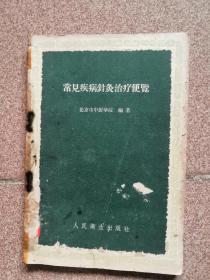 常見疾病針灸治疗便覽
北京市中医学院 編著
人民衛生出版社